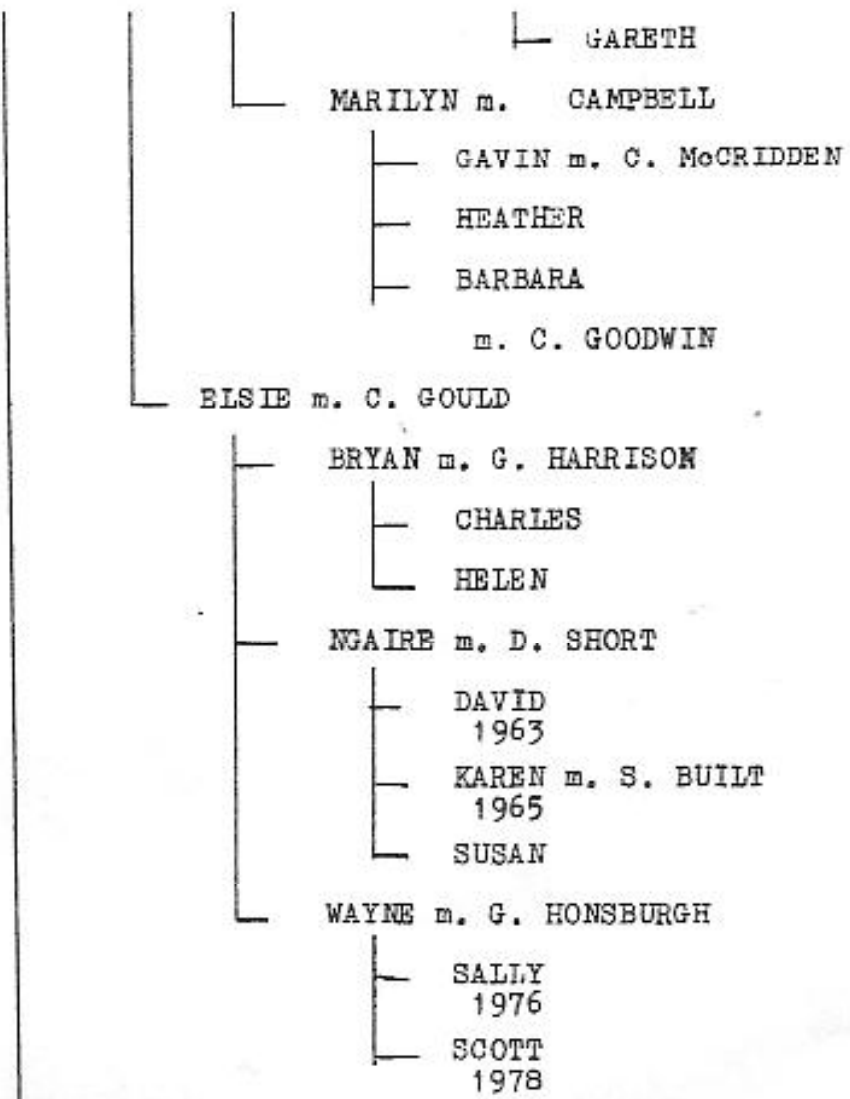 GARETH
MARILYN m. CAMPBELL
GAVIN m. C. McCRIDDEN
HEATHER
BARBARA
m. C. GOODWIN
ELSIE m. C. GOULD
BRYAN m. G. HARRISON
CHARLES
HELEN
NGAIRE m. D. SHORT
DAVID
1963
KAREN m. S. BUILT
1965
SUSAN
WAYNE m. G. HONSBURGH
SALLY
1976
SCOTT
1978